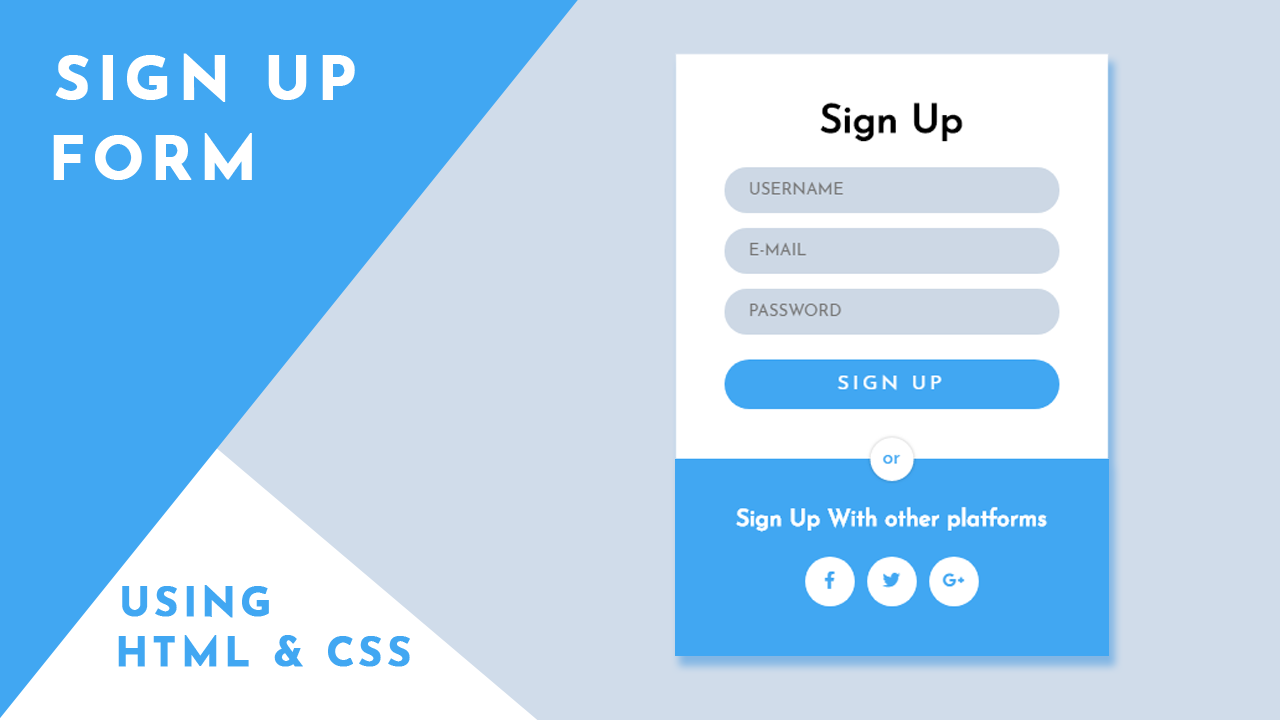 SIGN UP
FORM
USING
HTML & CSS
Sign Up
USERNAME
E-MAIL
PASSWORD
SIGN UP
or
Sign Up With other platforms
f
G+